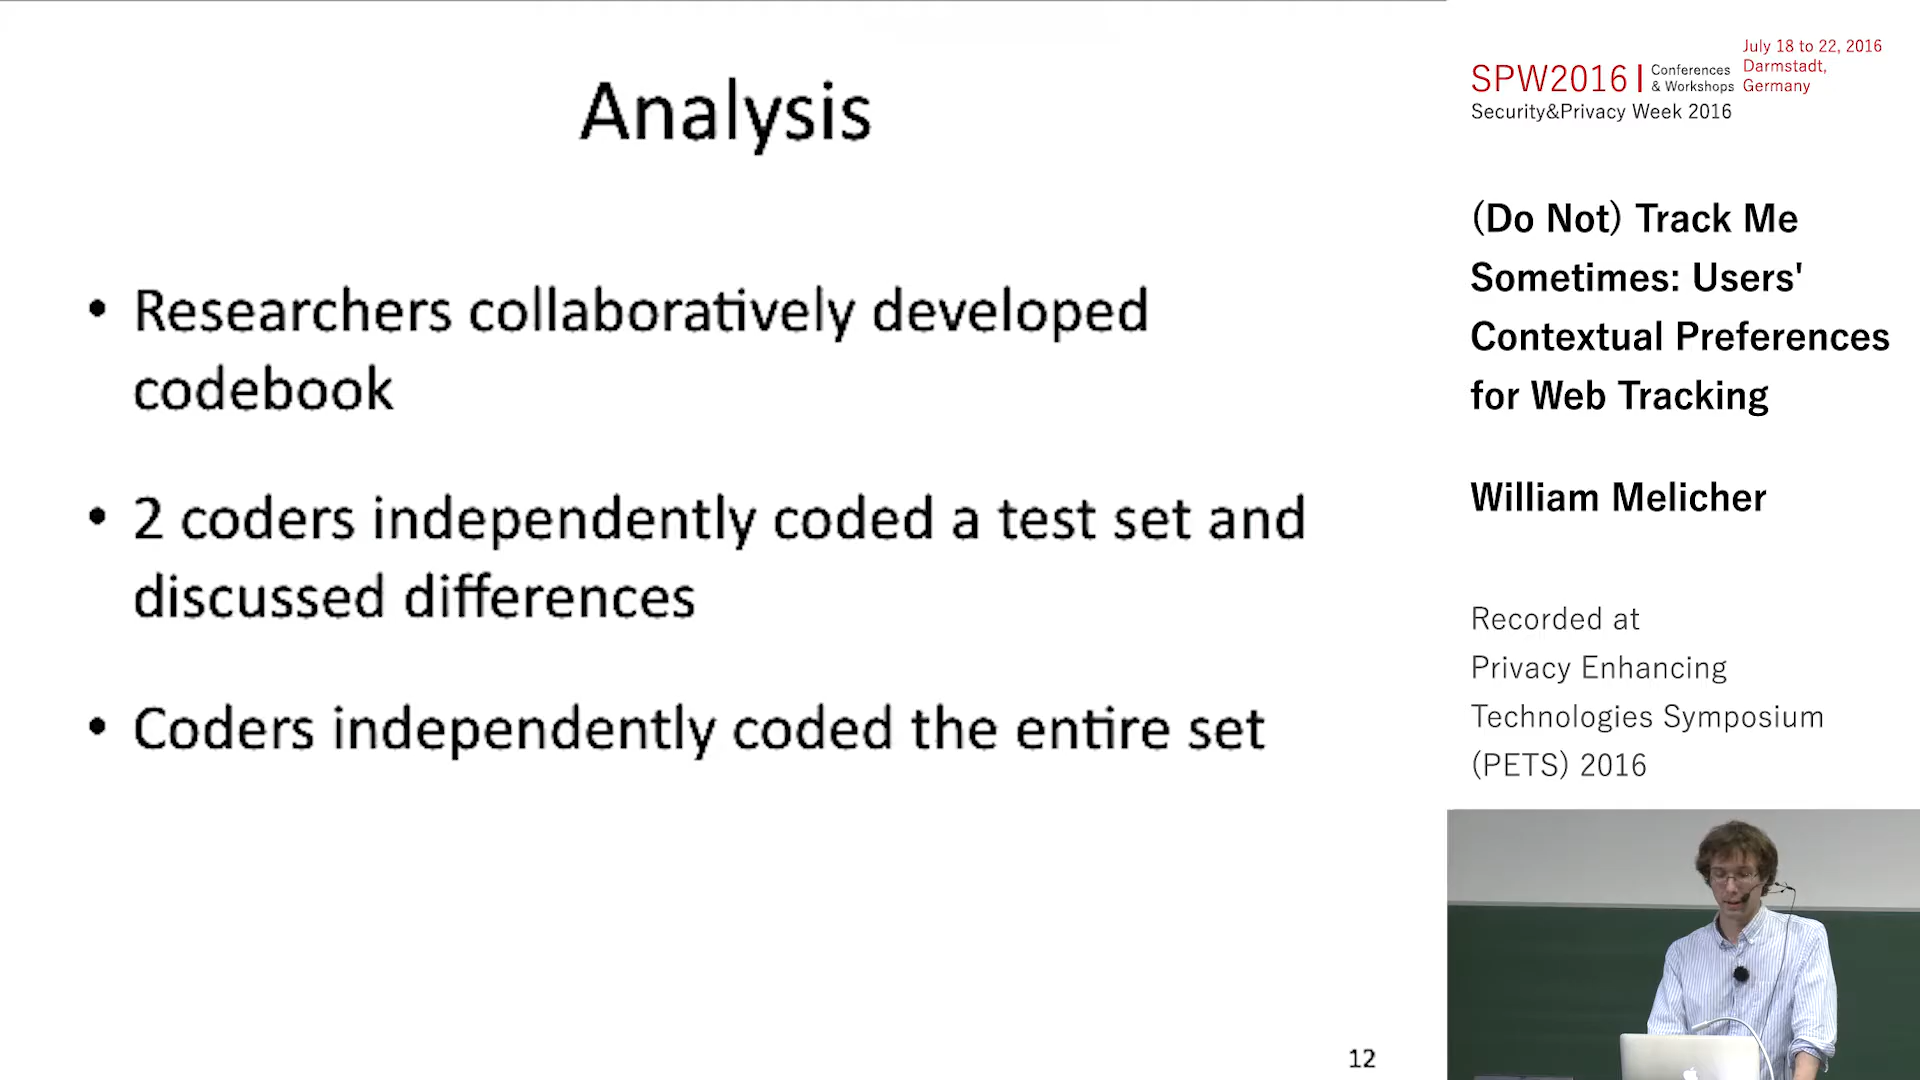 Analysis
• Researchers collaboratively developed
codebook
• 2 coders independently coded a test set and
discussed differences
• Coders independently coded the entire set
12
SPW2016 | Conferences
& Workshops
July 18 to 22, 2016
Darmstadt,
Germany
Security&Privacy Week 2016
(Do Not) Track Me
Sometimes: Users'
Contextual Preferences
for Web Tracking
William Melicher
Recorded at
Privacy Enhancing
Technologies Symposium
(PETS) 2016